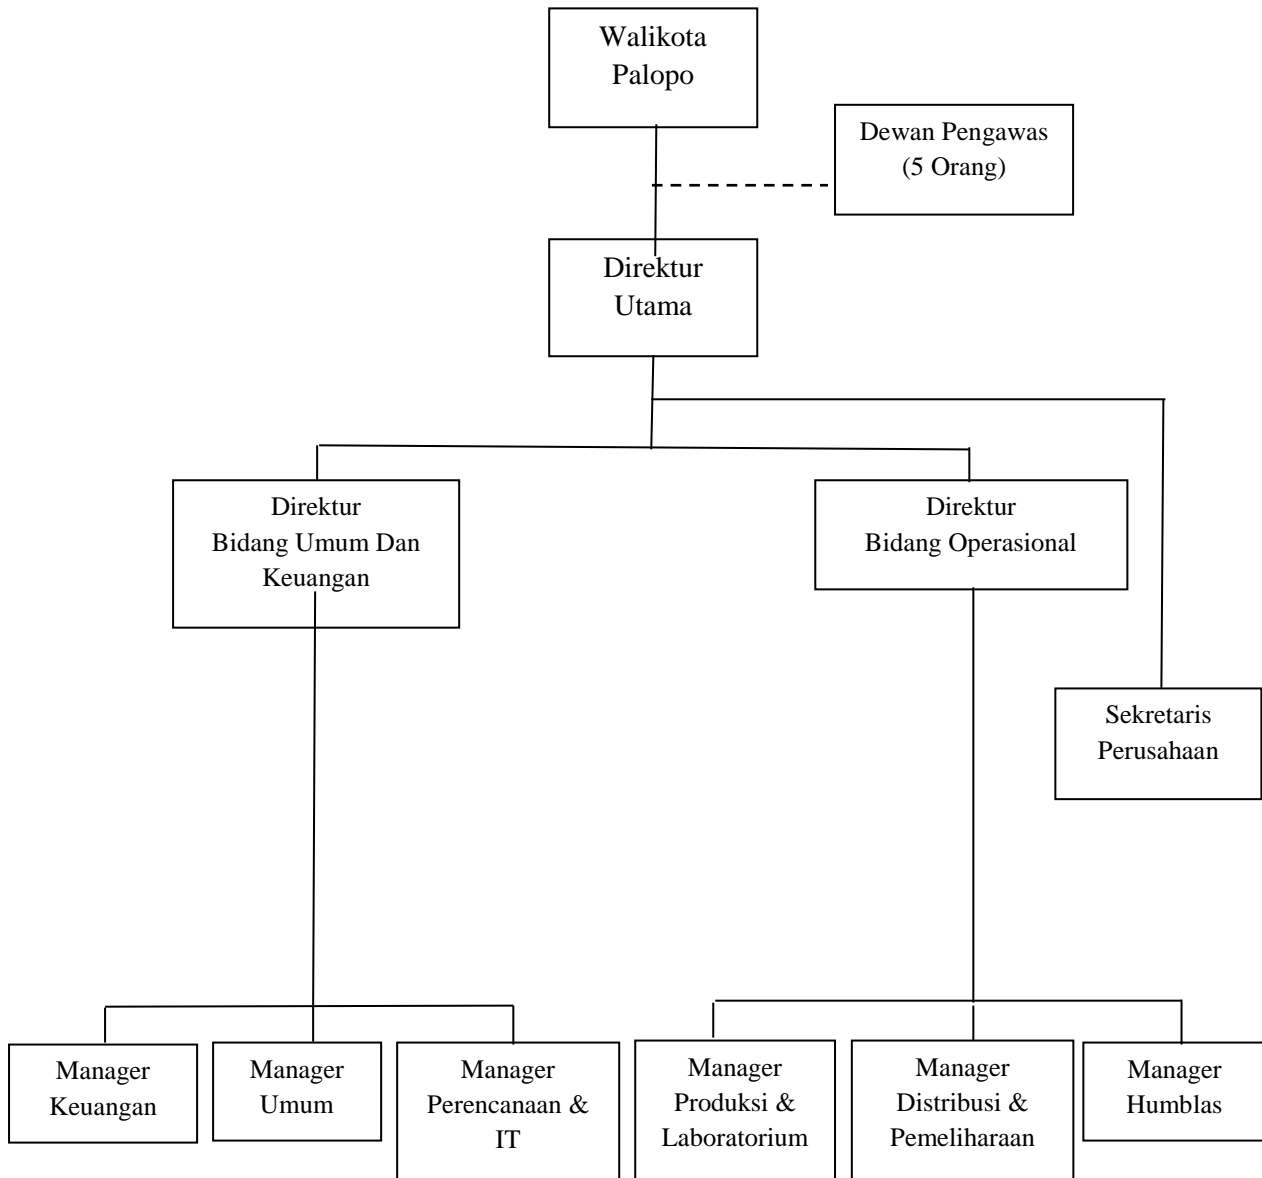 Walikota
Palopo
Dewan Pengawas
(5 Orang)
Direktur
Utama
Direktur
Bidang Umum Dan
Keuangan
Direktur
Bidang Operasional
Sekretaris
Perusahaan
Manager
Keuangan
Manager
Umum
Manager
Perencanaan &
IT
Manager
Produksi &
Laboratorium
Manager
Distribusi &
Pemeliharaan
Manager
Humblas